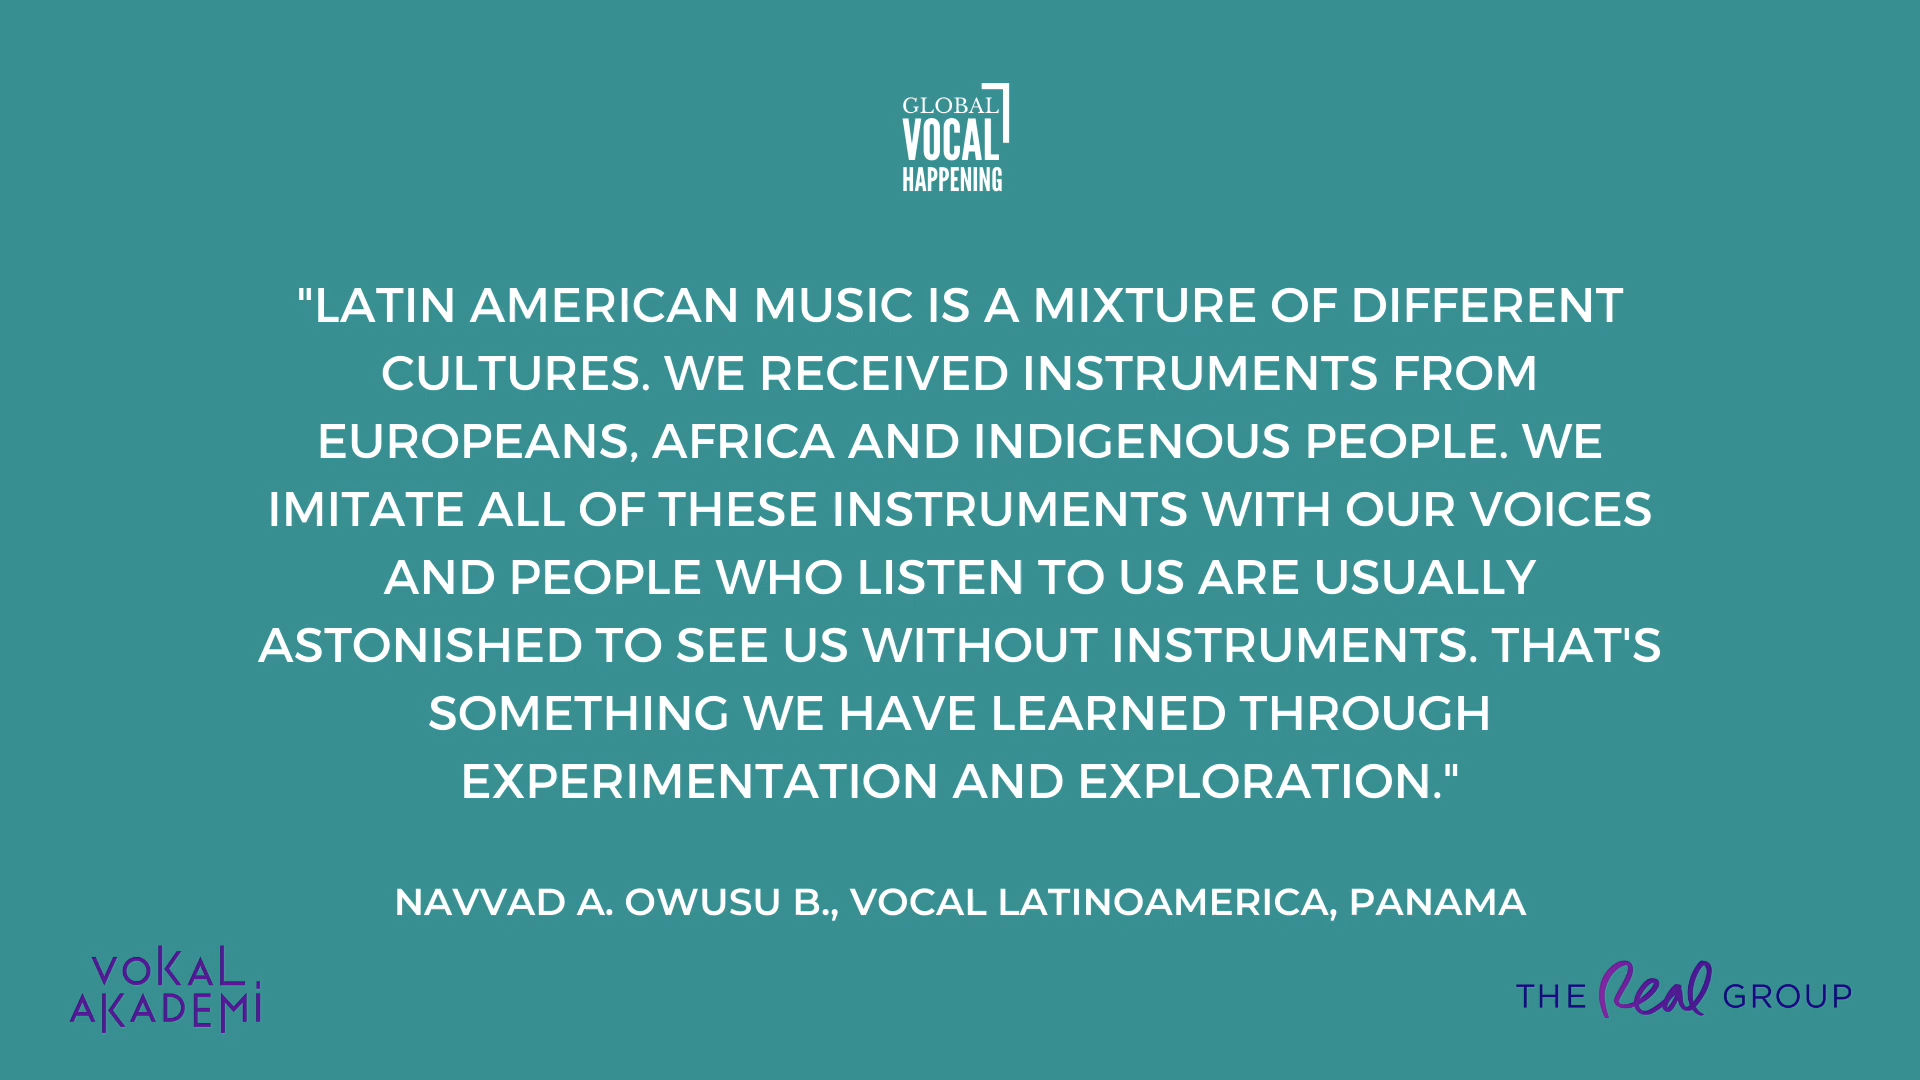 GLOBAL
VOCAL
HAPPENING
"LATIN AMERICAN MUSIC IS A MIXTURE OF DIFFERENT
CULTURES. WE RECEIVED INSTRUMENTS FROM
EUROPEANS, AFRICA AND INDIGENOUS PEOPLE. WE
IMITATE ALL OF THESE INSTRUMENTS WITH OUR VOICES
AND PEOPLE WHO LISTEN TO US ARE USUALLY
ASTONISHED TO SEE US WITHOUT INSTRUMENTS. THAT'S
SOMETHING WE HAVE LEARNED THROUGH
EXPERIMENTATION AND EXPLORATION."
NAVVAD A. OWUSU B., VOCAL LATINOAMERICA, PANAMA
VOKAL
AKADEMi
THE Real GROUP